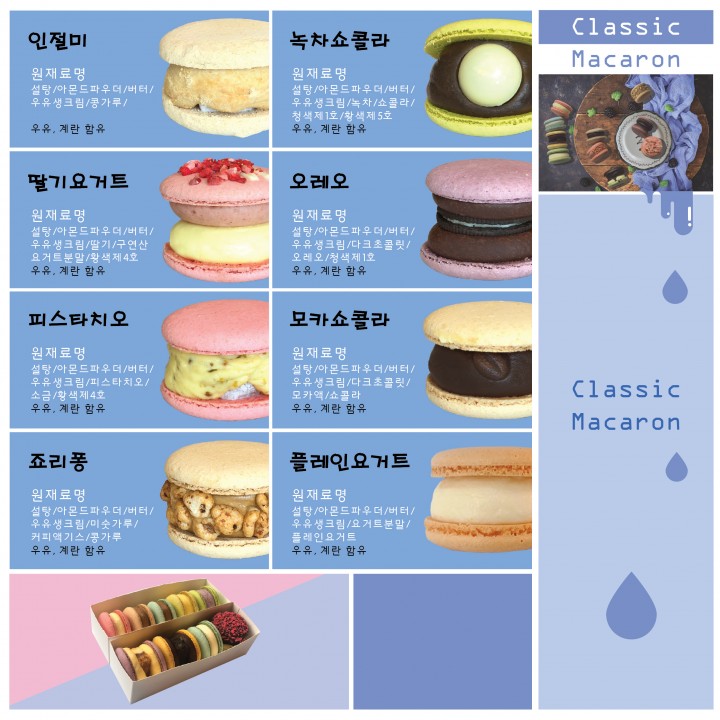 인절미
원재료명
설탕/아몬드파우더/버터/
우유생크림/콩가루/
우유, 계란 함유
녹차쇼콜라
원재료명
설탕/아몬드파우더/버터/
우유생크림/녹차/쇼콜라/
청색제1호/황색제5호
우유, 계란 함유
딸기요거트
원재료명
설탕/아몬드파우더/버터/
우유생크림/딸기/구연산
요거트분말/황색제4호
우유, 계란 함유
오레오
원재료명
설탕/아몬드파우더/버터/
우유생크림/다크초콜릿/
오레오/청색제1호
우유, 계란 함유
피스타치오
원재료명
설탕/아몬드파우더/버터/
우유생크림/피스타치오/
소금/황색제4호
우유, 계란 함유
모카쇼콜라
원재료명
설탕/아몬드파우더/버터/
우유생크림/다크초콜릿/
모카액/쇼콜라
우유, 계란 함유
죠리퐁
원재료명
설탕/아몬드파우더/버터/
우유생크림/미숫가루/
커피액기스/콩가루
우유, 계란 함유
플레인요거트
원재료명
설탕/아몬드파우더/버터/
우유생크림/요거트분말/
플레인요거트
우유, 계란 함유
Classic
Macaron
Classic
Macaron